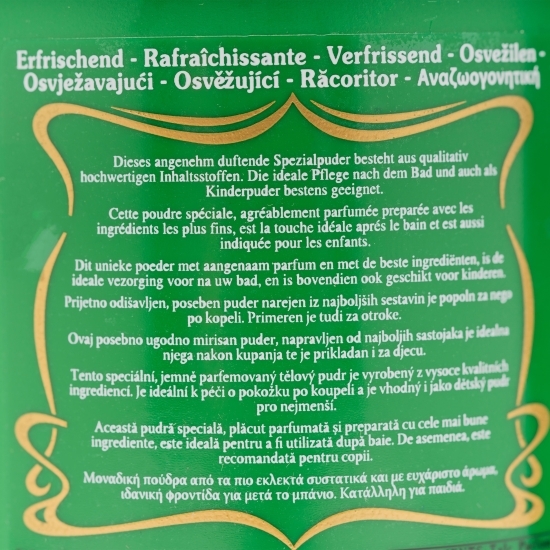 Erfrischend - Rafraîchissante - Verfrissend - Osvežilen -
Osvježavajući - Osvěžující - Răcoritor - Αναζωογονητική
Dieses angenehm duftende Spezialpuder besteht aus qualitativ
hochwertigen Inhaltsstoffen. Die ideale Pflege nach dem Bad und auch als
Kinderpuder bestens geeignet.
Cette poudre spéciale, agréablement parfumée preparée avec les
ingrédients les plus fins, est la touche idéale aprés le bain et est aussi
indiquée pour les enfants.
Dit unieke poeder met aangenaam parfum en met de beste ingrediënten, is de
ideale vezorging voor na uw bad, en is bovendien ook geschikt voor kinderen.
Prijetno odišavljen, poseben puder narejen iz najboljših sestavin je popoln za nego
po kopeli. Primeren je tudi za otroke.
Ovaj posebno ugodno mirisan puder, napravljen od najboljih sastojaka je idealna
njega nakon kupanja te je prikladan i za djecu.
Tento speciální, jemně parfemovaný tělový pudr je vyrobený z vysoce kvalitních
ingrediencí. Je ideální k péči o pokožku po koupeli a je vhodný i jako dětský pudr
pro nejmenší.
Această pudră specială, plăcut parfumată și preparată cu cele mai bune
ingrediente, este ideală pentru a fi utilizată după baie. De asemenea, este
recomandată pentru copii.
Μοναδική πούδρα από τα πιο εκλεκτά συστατικά και με ευχάριστο άρωμα,
ιδανική φροντίδα για μετά το μπάνιο. Κατάλληλη για παιδιά.